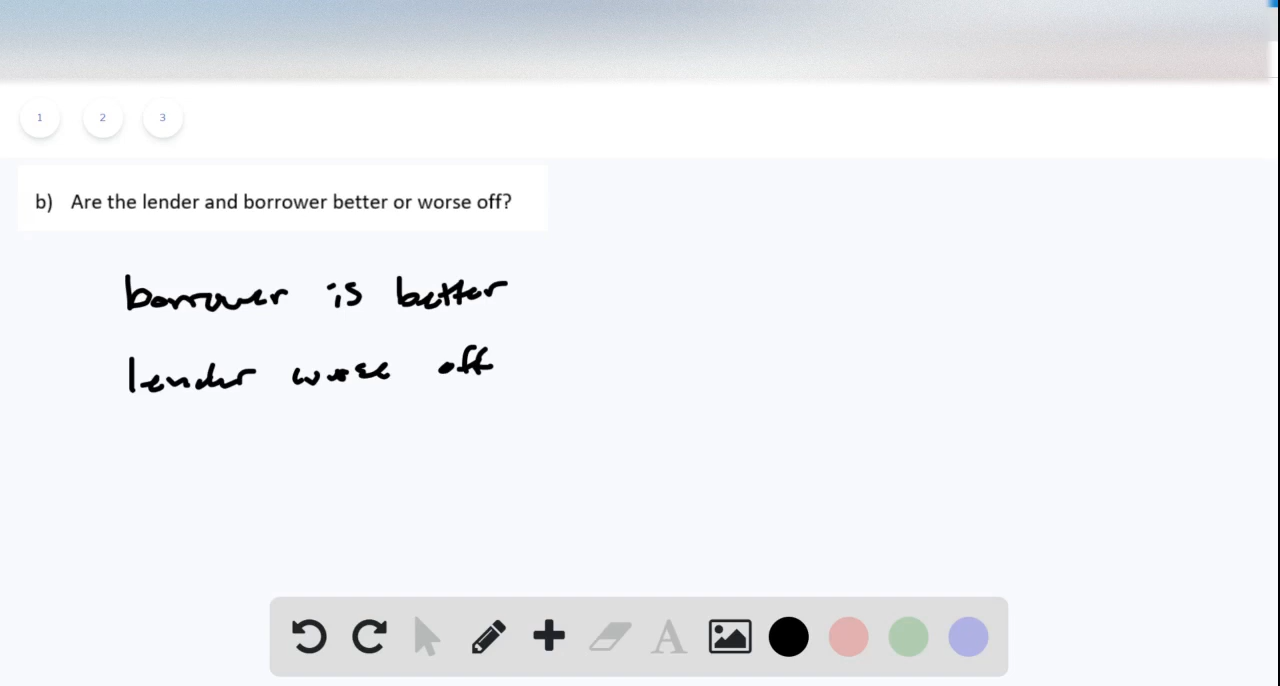 1 2 3
b) Are the lender and borrower better or worse off?
borrower is better
lender worse off
A